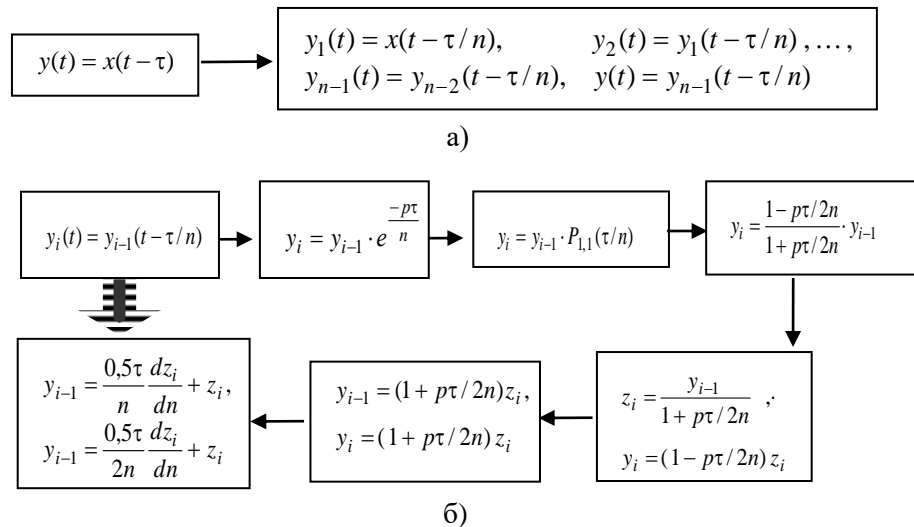 y(t) = x(t − τ)
y₁(t) = x(t − τ/n), y₂(t) = y₁(t − τ/n) , … ,
yₙ₋₁(t) = yₙ₋₂(t − τ/n), y(t) = yₙ₋₁(t − τ/n)
а)
yᵢ(t) = yᵢ₋₁(t − τ/n)
yᵢ = yᵢ₋₁ · e^(−pτ/n)
yᵢ = yᵢ₋₁ · P₁,₁(τ/n)
yᵢ = (1 − pτ/2n)/(1 + pτ/2n) · yᵢ₋₁
yᵢ₋₁ = (0,5τ/n) (dzᵢ/dn) + zᵢ,
yᵢ₋₁ = (0,5τ/2n) (dzᵢ/dn) + zᵢ
yᵢ₋₁ = (1 + pτ/2n) zᵢ,
yᵢ = (1 + pτ/2n) zᵢ
zᵢ = yᵢ₋₁/(1 + pτ/2n) ,·
yᵢ = (1 − pτ/2n) zᵢ
б)